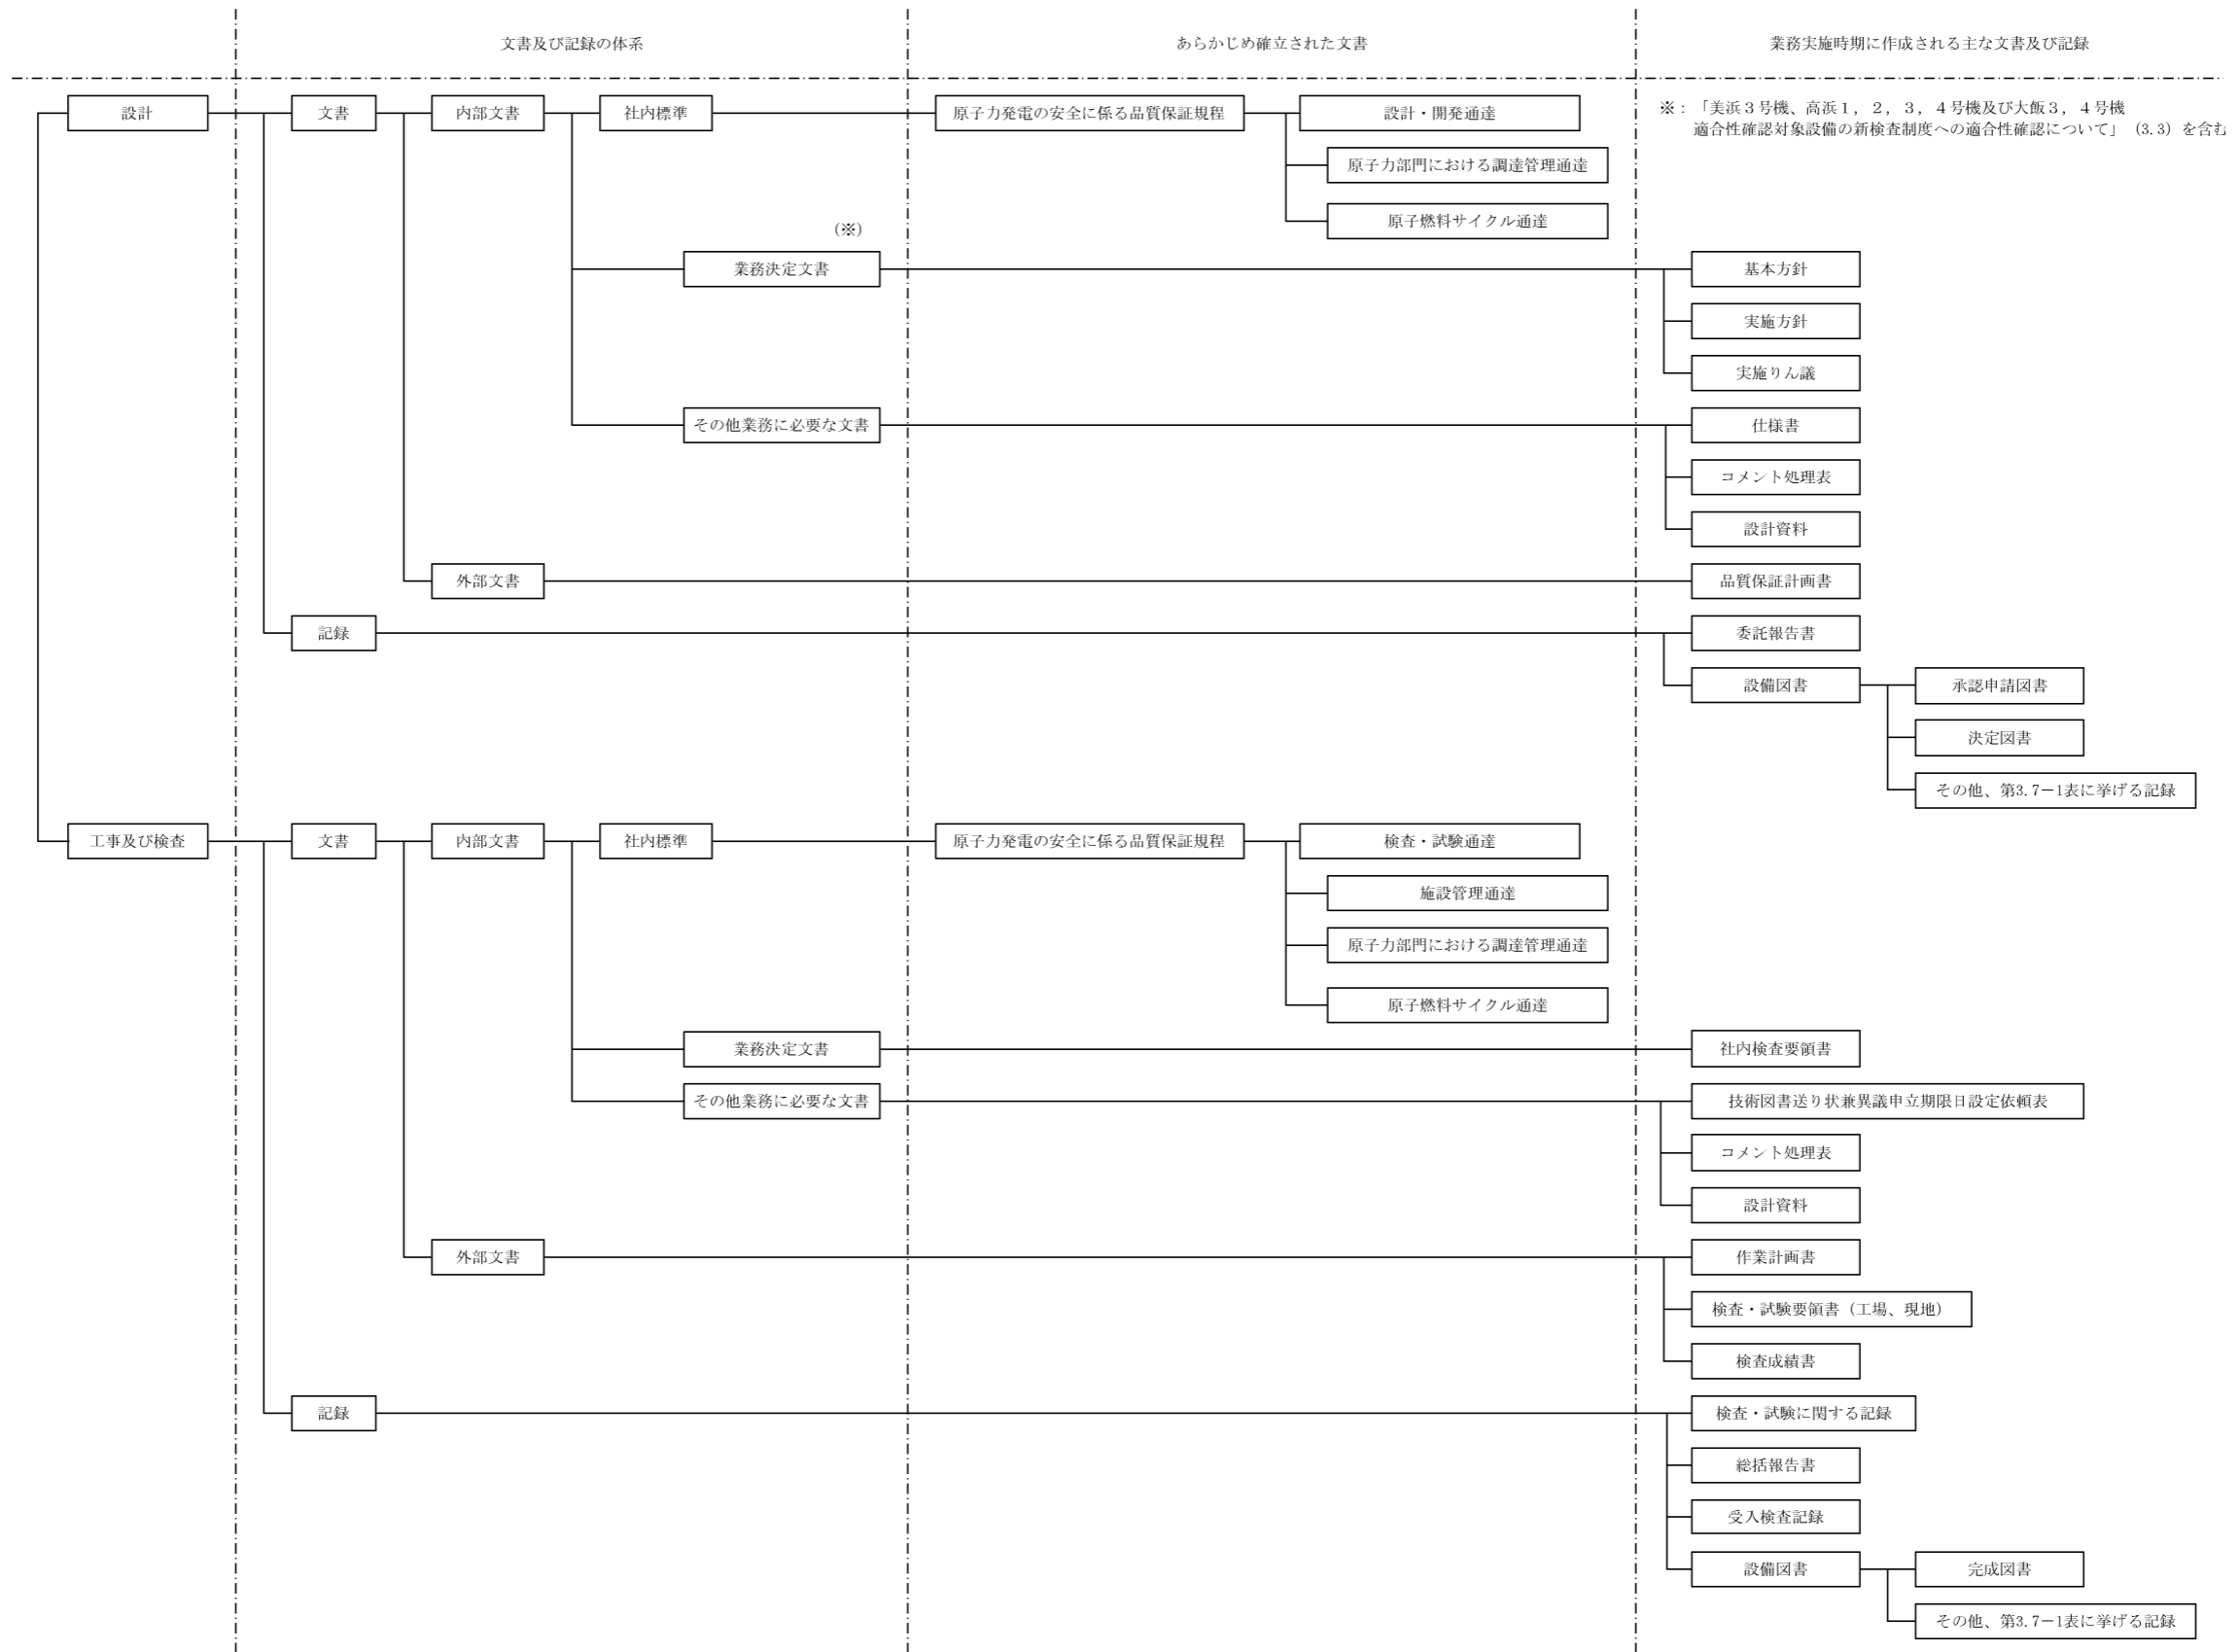 文書及び記録の体系
あらかじめ確立された文書
業務実施時期に作成される主な文書及び記録
設計
文書
内部文書
社内標準
原子力発電の安全に係る品質保証規程
設計・開発通達
※：「美浜３号機、高浜１，２，３，４号機及び大飯３，４号機
適合性確認対象設備の新検査制度への適合性確認について」（3.3）を含む
原子力部門における調達管理通達
原子燃料サイクル通達
（※）
業務決定文書
基本方針
実施方針
実施りん議
その他業務に必要な文書
仕様書
コメント処理表
設計資料
外部文書
品質保証計画書
記録
委託報告書
設備図書
承認申請図書
決定図書
その他、第3.7－1表に挙げる記録
工事及び検査
文書
内部文書
社内標準
原子力発電の安全に係る品質保証規程
検査・試験通達
施設管理通達
原子力部門における調達管理通達
原子燃料サイクル通達
業務決定文書
社内検査要領書
その他業務に必要な文書
技術図書送り状兼異議申立期限日設定依頼表
コメント処理表
設計資料
外部文書
作業計画書
検査・試験要領書（工場、現地）
検査成績書
記録
検査・試験に関する記録
総括報告書
受入検査記録
設備図書
完成図書
その他、第3.7－1表に挙げる記録